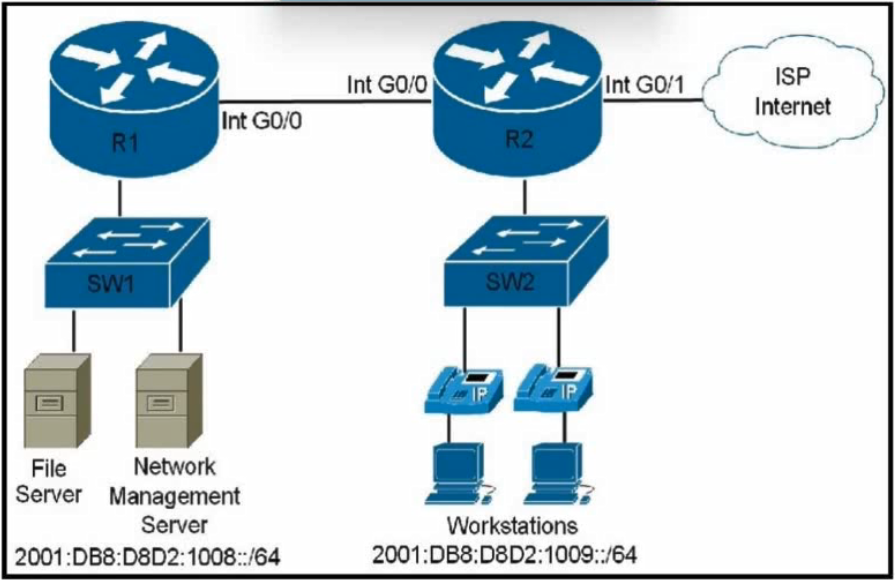 Int G0/0
Int G0/1
ISP
Internet
Int G0/0
R1
R2
SW1
SW2
IP
IP
File
Server
Network
Management
Server
2001:DB8:D8D2:1008::/64
Workstations
2001:DB8:D8D2:1009::/64